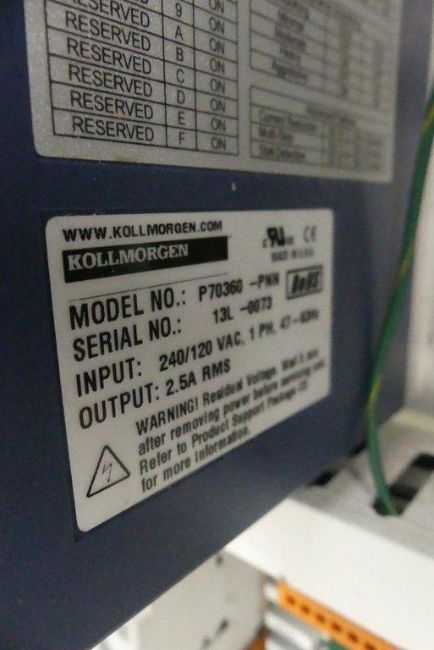 RESERVED 9 ON
RESERVED A ON
RESERVED B ON
RESERVED C ON
RESERVED D ON
RESERVED E ON
RESERVED F ON
WWW.KOLLMORGEN.COM
KOLLMORGEN
MADE IN U.S.A.
MODEL NO.: P70360 -PNN
SERIAL NO.: 13L -0073
RoHS
INPUT: 240/120 VAC, 1 PH, 47-63Hz
OUTPUT: 2.5A RMS
WARNING! Residual Voltage. Wait 5 min.
after removing power before servicing unit.
Refer to Product Support Package CD
for more information.